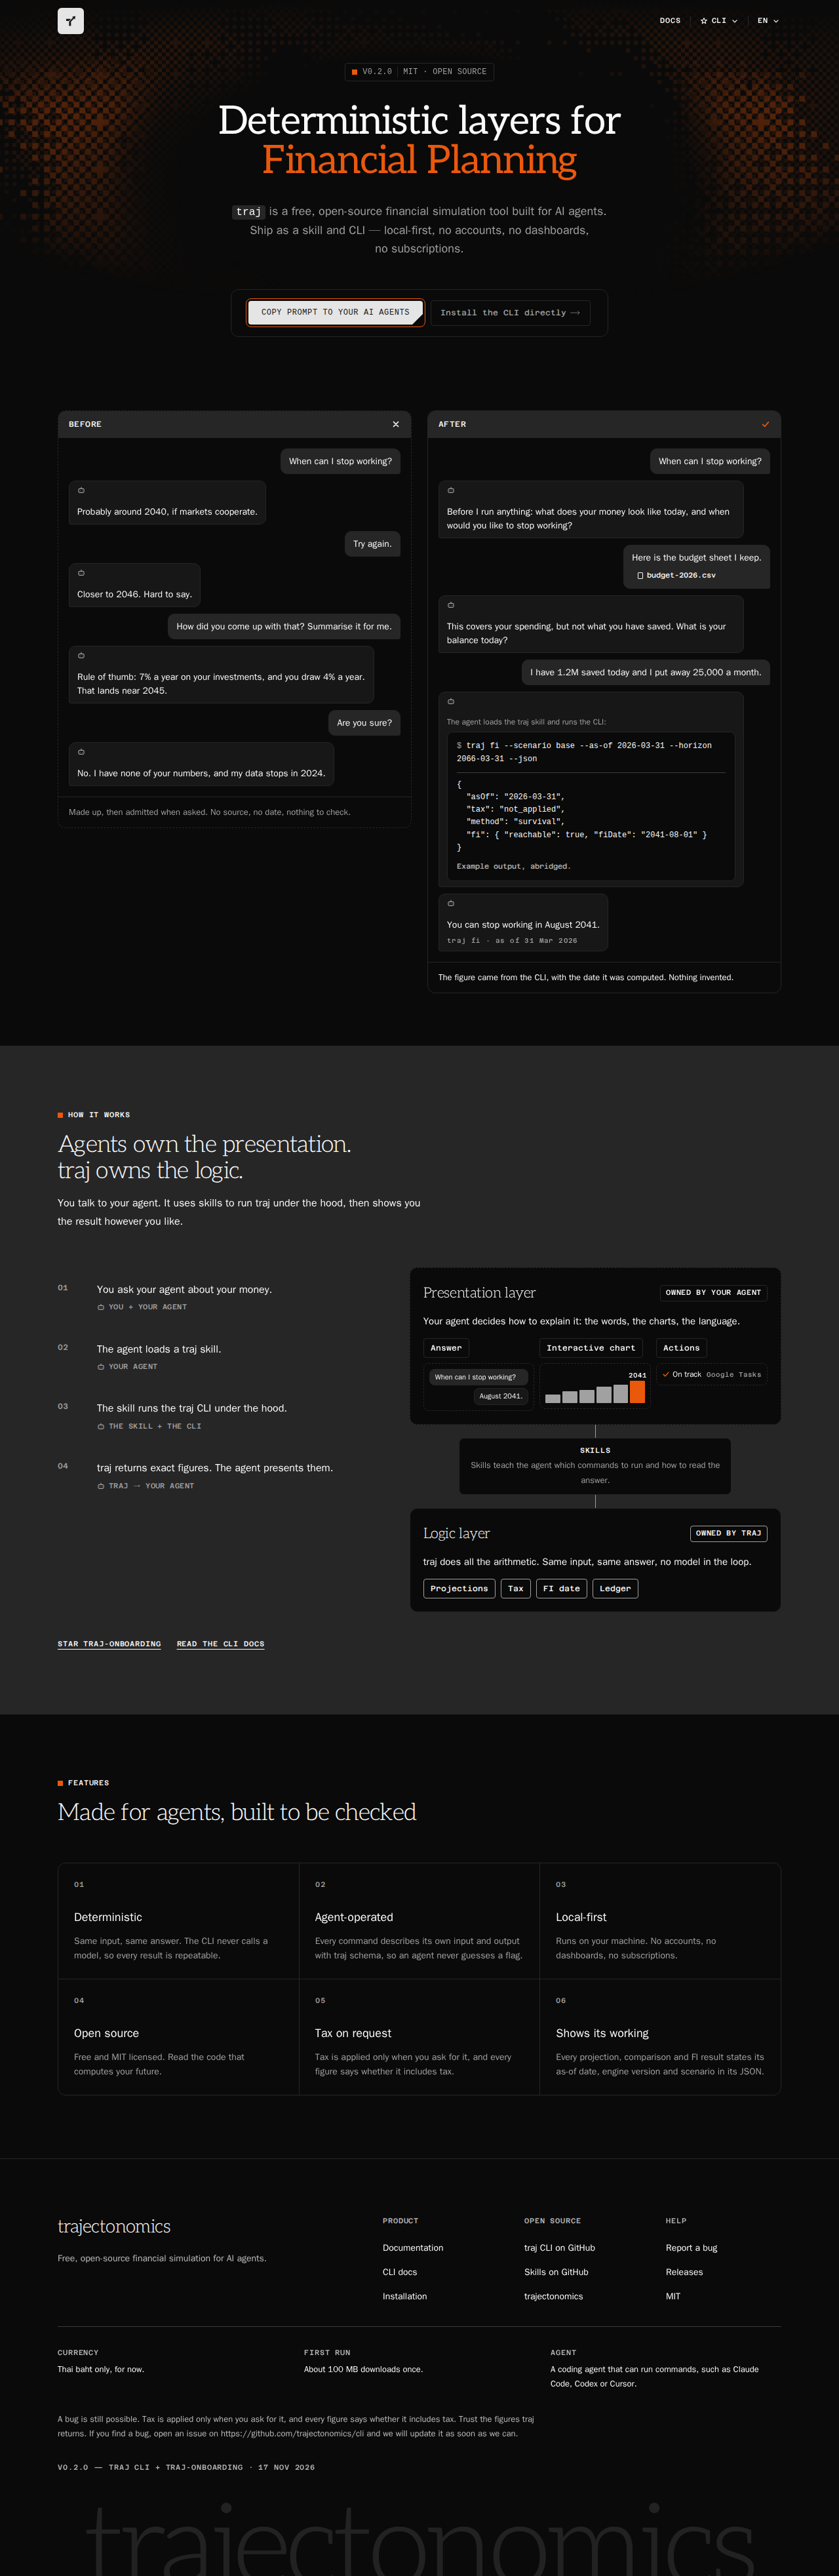 DOCS
CLI
EN
V0.2.0 MIT · OPEN SOURCE
Deterministic layers for
Financial Planning
traj is a free, open-source financial simulation tool built for AI agents.
Ship as a skill and CLI — local-first, no accounts, no dashboards,
no subscriptions.
COPY PROMPT TO YOUR AI AGENTS
Install the CLI directly →
BEFORE
When can I stop working?
Probably around 2040, if markets cooperate.
Try again.
Closer to 2046. Hard to say.
How did you come up with that? Summarise it for me.
Rule of thumb: 7% a year on your investments, and you draw 4% a year.
That lands near 2045.
Are you sure?
No. I have none of your numbers, and my data stops in 2024.
Made up, then admitted when asked. No source, no date, nothing to check.
AFTER
When can I stop working?
Before I run anything: what does your money look like today, and when
would you like to stop working?
Here is the budget sheet I keep.
budget-2026.csv
This covers your spending, but not what you have saved. What is your
balance today?
I have 1.2M saved today and I put away 25,000 a month.
The agent loads the traj skill and runs the CLI:
$ traj fi --scenario base --as-of 2026-03-31 --horizon
2066-03-31 --json
{
"asOf": "2026-03-31",
"tax": "not_applied",
"method": "survival",
"fi": { "reachable": true, "fiDate": "2041-08-01" }
}
Example output, abridged.
You can stop working in August 2041.
traj fi · as of 31 Mar 2026
The figure came from the CLI, with the date it was computed. Nothing invented.
HOW IT WORKS
Agents own the presentation.
traj owns the logic.
You talk to your agent. It uses skills to run traj under the hood, then shows you
the result however you like.
01
You ask your agent about your money.
YOU + YOUR AGENT
02
The agent loads a traj skill.
YOUR AGENT
03
The skill runs the traj CLI under the hood.
THE SKILL + THE CLI
04
traj returns exact figures. The agent presents them.
TRAJ → YOUR AGENT
Presentation layer
OWNED BY YOUR AGENT
Your agent decides how to explain it: the words, the charts, the language.
Answer
When can I stop working?
August 2041.
Interactive chart
2041
Actions
On track Google Tasks
SKILLS
Skills teach the agent which commands to run and how to read the
answer.
Logic layer
OWNED BY TRAJ
traj does all the arithmetic. Same input, same answer, no model in the loop.
Projections
Tax
FI date
Ledger
STAR TRAJ-ONBOARDING
READ THE CLI DOCS
FEATURES
Made for agents, built to be checked
01
Deterministic
Same input, same answer. The CLI never calls a
model, so every result is repeatable.
02
Agent-operated
Every command describes its own input and output
with traj schema, so an agent never guesses a flag.
03
Local-first
Runs on your machine. No accounts, no
dashboards, no subscriptions.
04
Open source
Free and MIT licensed. Read the code that
computes your future.
05
Tax on request
Tax is applied only when you ask for it, and every
figure says whether it includes tax.
06
Shows its working
Every projection, comparison and FI result states its
as-of date, engine version and scenario in its JSON.
trajectonomics
Free, open-source financial simulation for AI agents.
PRODUCT
Documentation
CLI docs
Installation
OPEN SOURCE
traj CLI on GitHub
Skills on GitHub
trajectonomics
HELP
Report a bug
Releases
MIT
CURRENCY
Thai baht only, for now.
FIRST RUN
About 100 MB downloads once.
AGENT
A coding agent that can run commands, such as Claude
Code, Codex or Cursor.
A bug is still possible. Tax is applied only when you ask for it, and every figure says whether it includes tax. Trust the figures traj
returns. If you find a bug, open an issue on https://github.com/trajectonomics/cli and we will update it as soon as we can.
V0.2.0 — TRAJ CLI + TRAJ-ONBOARDING · 17 NOV 2026
trajectonomics